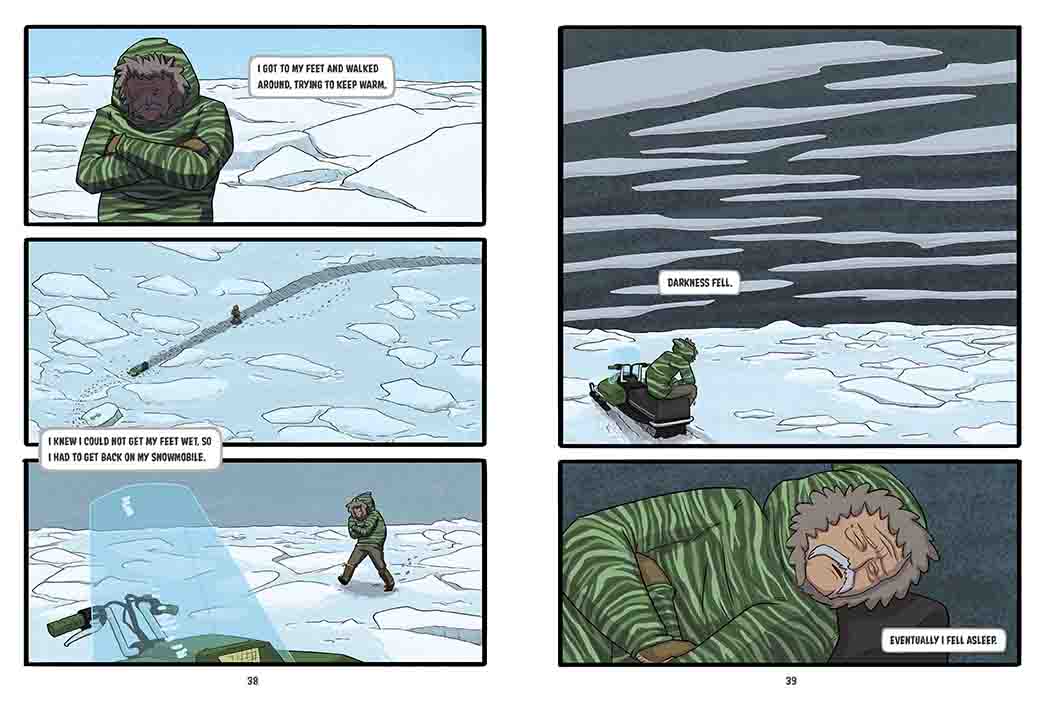 I GOT TO MY FEET AND WALKED
AROUND, TRYING TO KEEP WARM.
I KNEW I COULD NOT GET MY FEET WET, SO
I HAD TO GET BACK ON MY SNOWMOBILE.
38
DARKNESS FELL.
EVENTUALLY I FELL ASLEEP.
39